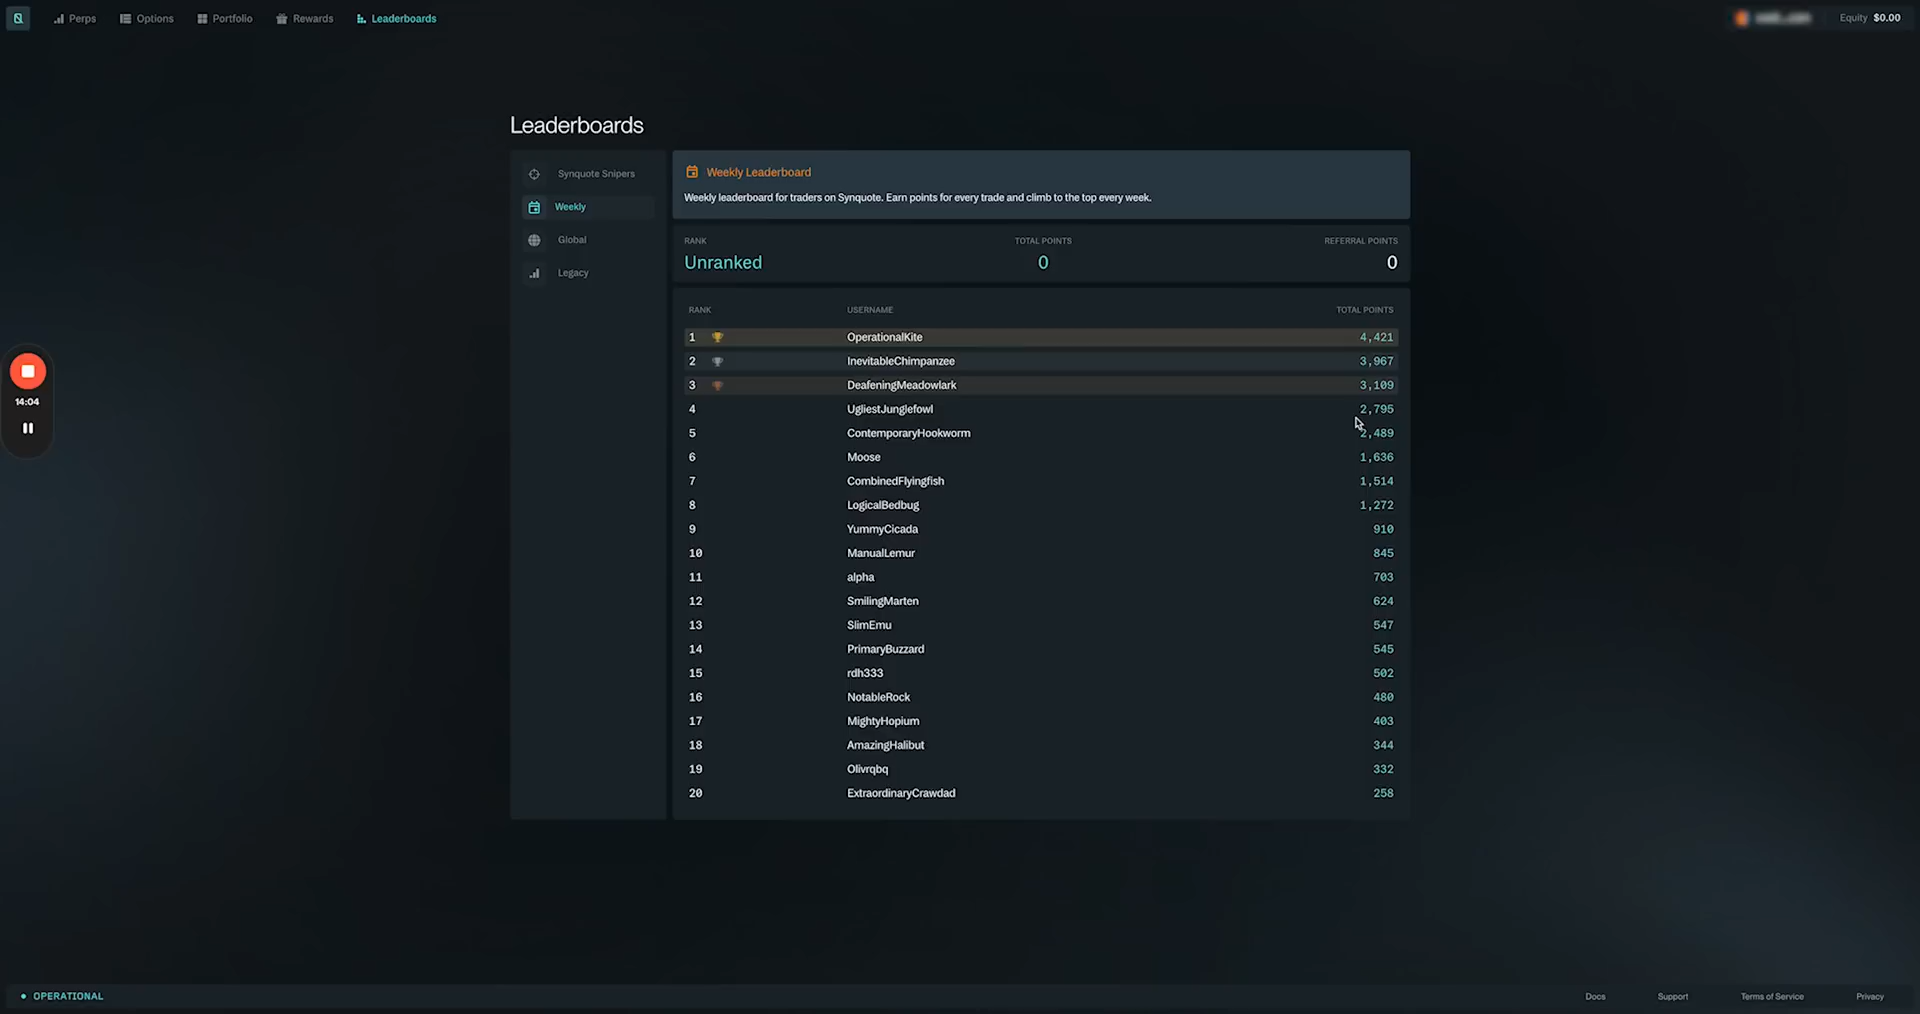 Perps Options Portfolio Rewards Leaderboards Equity $0.00
Leaderboards
Synquote Snipers
Weekly
Global
Legacy
Weekly Leaderboard
Weekly leaderboard for traders on Synquote. Earn points for every trade and climb to the top every week.
RANK TOTAL POINTS REFERRAL POINTS
Unranked 0 0
RANK USERNAME TOTAL POINTS
1 OperationalKite 4,421
2 InevitableChimpanzee 3,967
3 DeafeningMeadowlark 3,109
4 UgliestJunglefowl 2,795
5 ContemporaryHookworm 2,489
6 Moose 1,636
7 CombinedFlyingfish 1,514
8 LogicalBedbug 1,272
9 YummyCicada 910
10 ManualLemur 845
11 alpha 703
12 SmilingMarten 624
13 SlimEmu 547
14 PrimaryBuzzard 545
15 rdh333 502
16 NotableRock 480
17 MightyHopium 403
18 AmazingHalibut 344
19 Olivrqbq 332
20 ExtraordinaryCrawdad 258
14:04
OPERATIONAL Docs Support Terms of Service Privacy